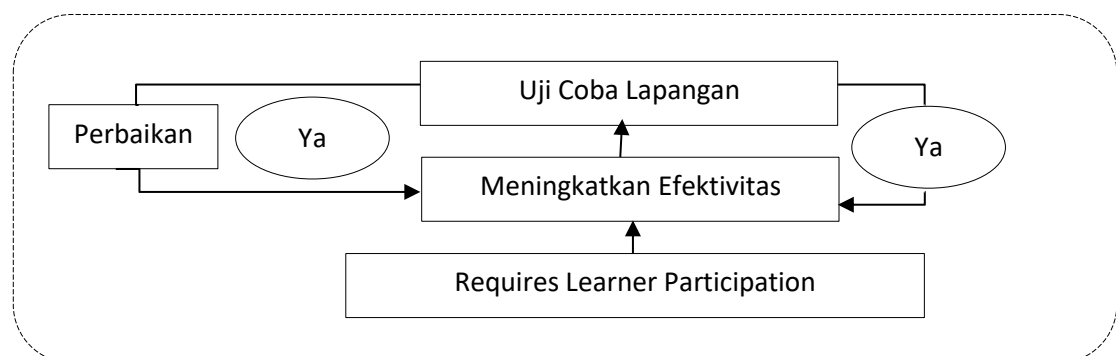 Uji Coba Lapangan
Perbaikan
Ya
Ya
Meningkatkan Efektivitas
Requires Learner Participation